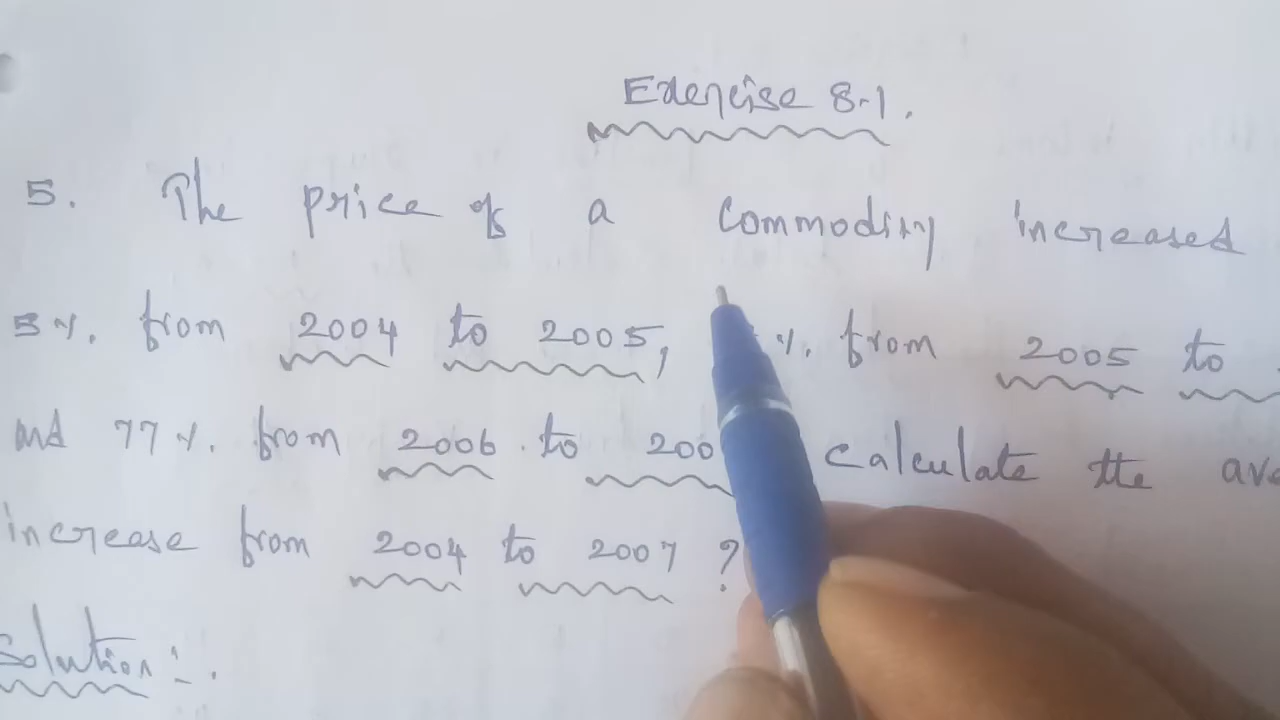 Exercise 8.1.
5. The price of a commodity increased
5%. from 2004 to 2005, %. from 2005 to
and 77%. from 2006 to 200 calculate the
increase from 2004 to 2007 ?
Solution :-.